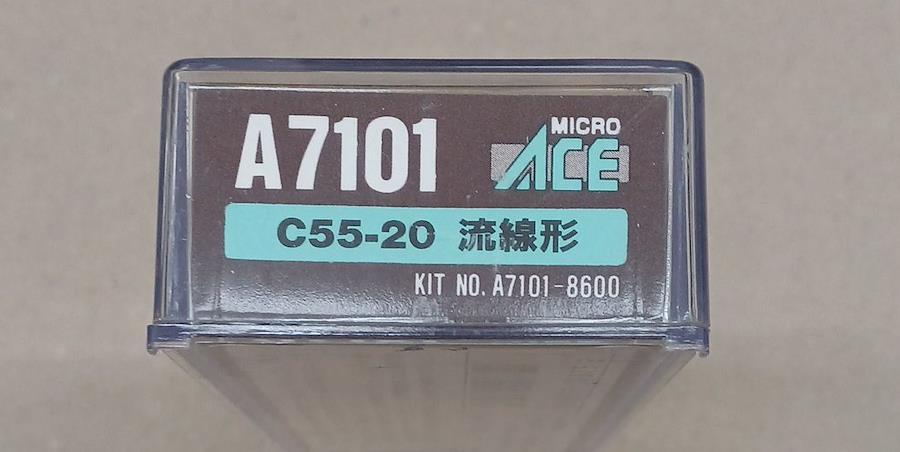 A7101
MICRO
ACE
C55-20 流線形
KIT NO. A7101-8600